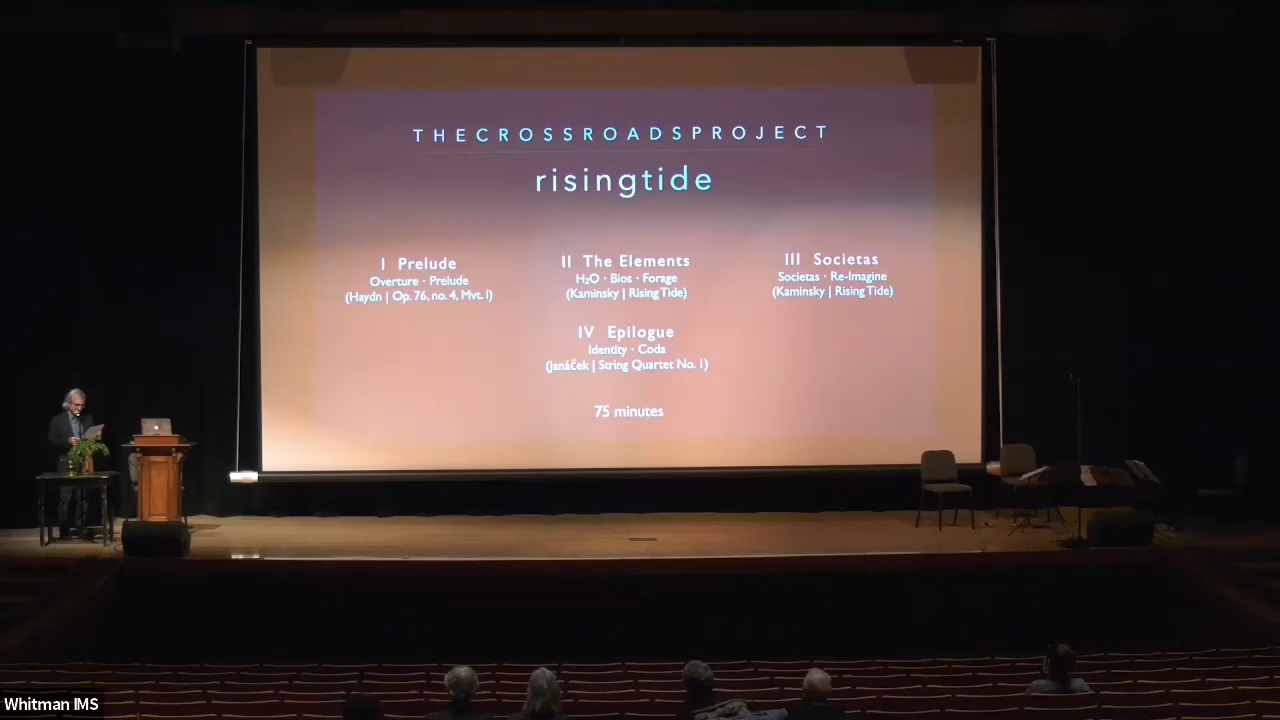 THECROSSROADSPROJECT
risingtide
I Prelude
Overture · Prelude
(Haydn | Op. 76, no. 4, Mvt. I)
II The Elements
H₂O · Bios · Forage
(Kaminsky | Rising Tide)
III Societas
Societas · Re-Imagine
(Kaminsky | Rising Tide)
IV Epilogue
Identity · Coda
(Janáček | String Quartet No. 1)
75 minutes
Whitman IMS